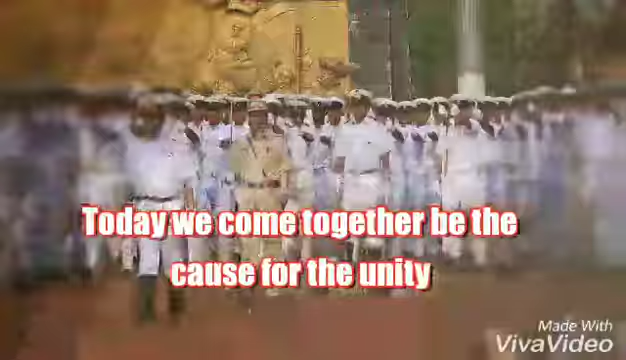 Today we come together be the
cause for the unity
Made With
VivaVideo